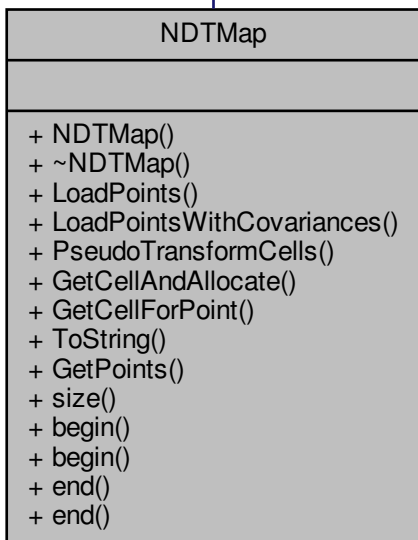 NDTMap
+ NDTMap()
+ ~NDTMap()
+ LoadPoints()
+ LoadPointsWithCovariances()
+ PseudoTransformCells()
+ GetCellAndAllocate()
+ GetCellForPoint()
+ ToString()
+ GetPoints()
+ size()
+ begin()
+ begin()
+ end()
+ end()